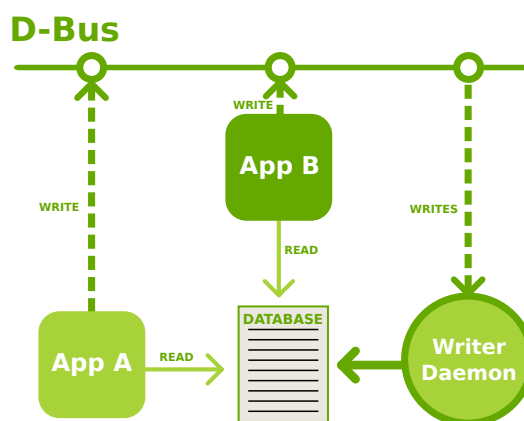 D-Bus
WRITE
App B
WRITE
WRITES
READ
DATABASE
App A
READ
Writer
Daemon